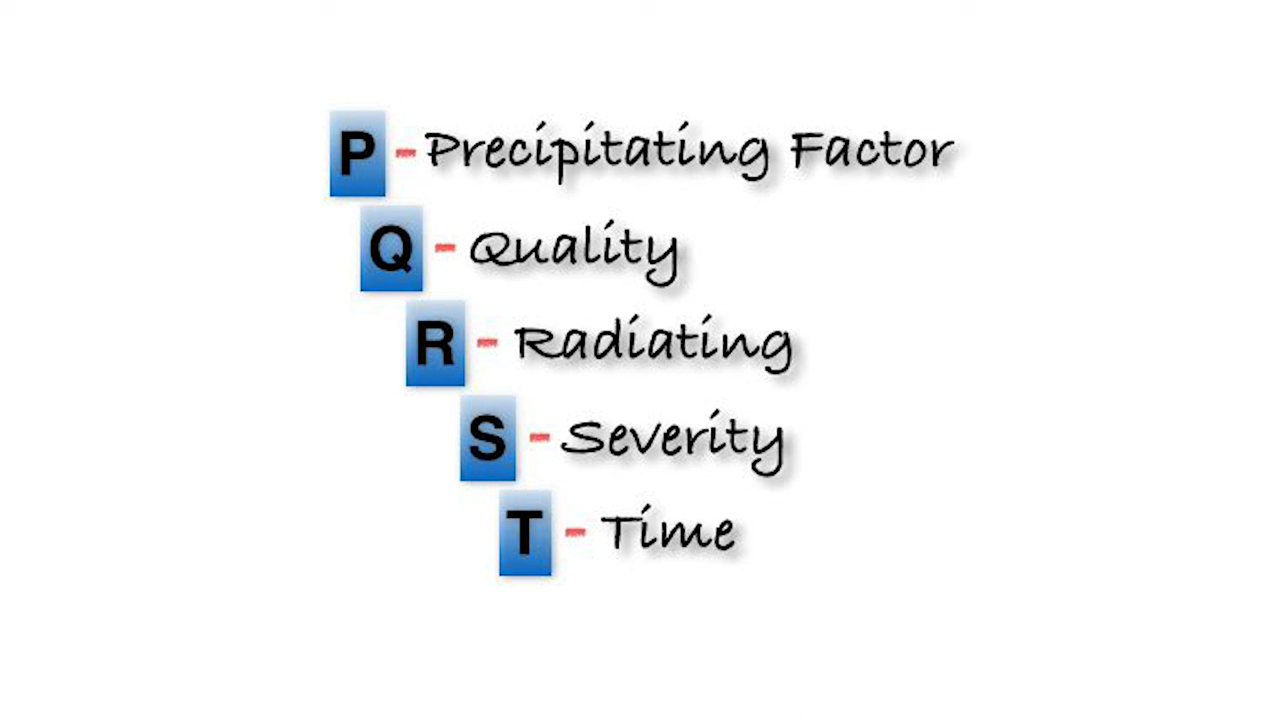 P - Precipitating Factor
Q - Quality
R - Radiating
S - Severity
T - Time